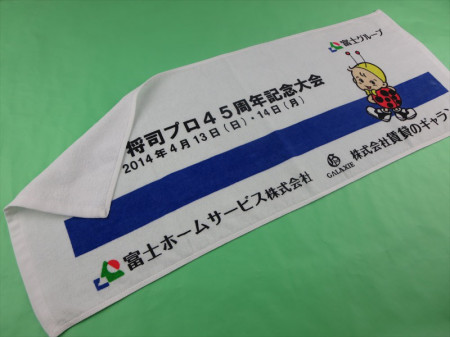 富士グループ
将司プロ45周年記念大会
2014年4月13日(日)・14日(月)
富士ホームサービス株式会社
GALAXIE
株式会社賃貸のギャラン